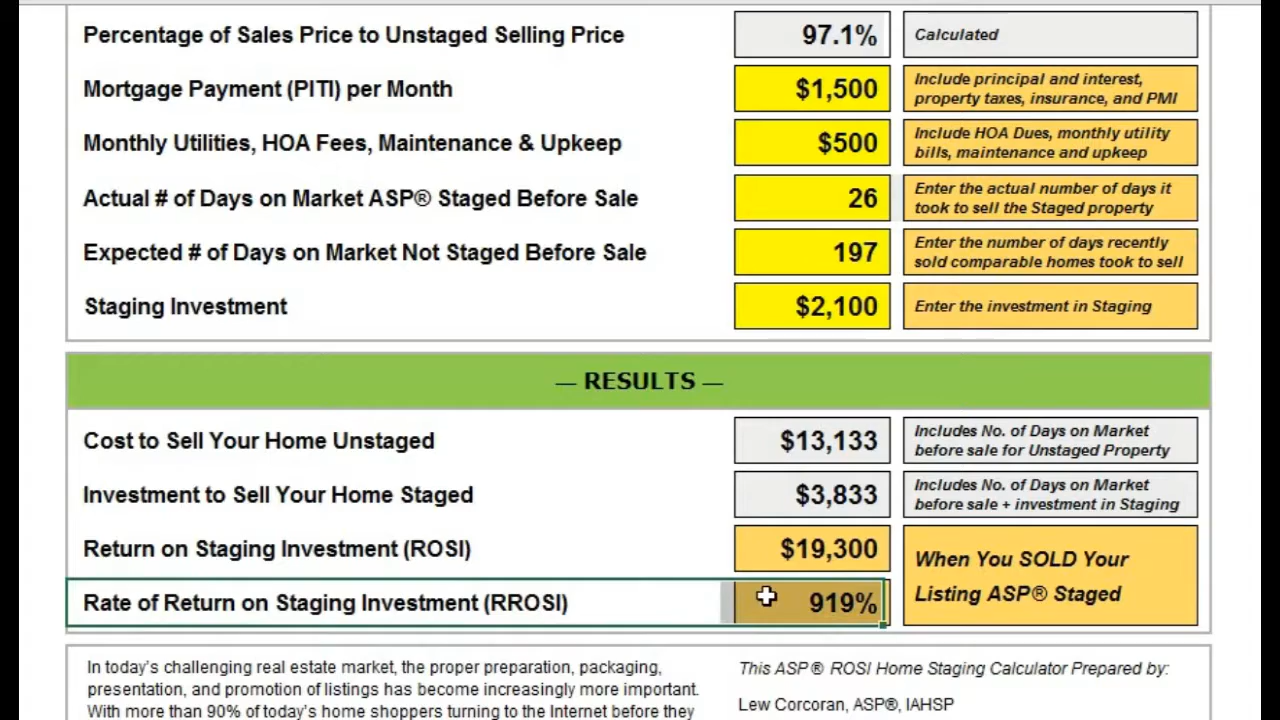 Percentage of Sales Price to Unstaged Selling Price 97.1% Calculated
Mortgage Payment (PITI) per Month $1,500 Include principal and interest,
property taxes, insurance, and PMI
Monthly Utilities, HOA Fees, Maintenance & Upkeep $500 Include HOA Dues, monthly utility
bills, maintenance and upkeep
Actual # of Days on Market ASP® Staged Before Sale 26 Enter the actual number of days it
took to sell the Staged property
Expected # of Days on Market Not Staged Before Sale 197 Enter the number of days recently
sold comparable homes took to sell
Staging Investment $2,100 Enter the investment in Staging
— RESULTS —
Cost to Sell Your Home Unstaged $13,133 Includes No. of Days on Market
before sale for Unstaged Property
Investment to Sell Your Home Staged $3,833 Includes No. of Days on Market
before sale + investment in Staging
Return on Staging Investment (ROSI) $19,300
Rate of Return on Staging Investment (RROSI) 919%
When You SOLD Your
Listing ASP® Staged
In today's challenging real estate market, the proper preparation, packaging,
presentation, and promotion of listings has become increasingly more important.
With more than 90% of today's home shoppers turning to the Internet before they
This ASP® ROSI Home Staging Calculator Prepared by:
Lew Corcoran, ASP®, IAHSP